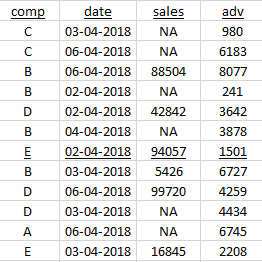 comp date sales adv
C 03-04-2018 NA 980
C 06-04-2018 NA 6183
B 06-04-2018 88504 8077
B 02-04-2018 NA 241
D 02-04-2018 42842 3642
B 04-04-2018 NA 3878
E 02-04-2018 94057 1501
B 03-04-2018 5426 6727
D 06-04-2018 99720 4259
D 03-04-2018 NA 4434
A 06-04-2018 NA 6745
E 03-04-2018 16845 2208